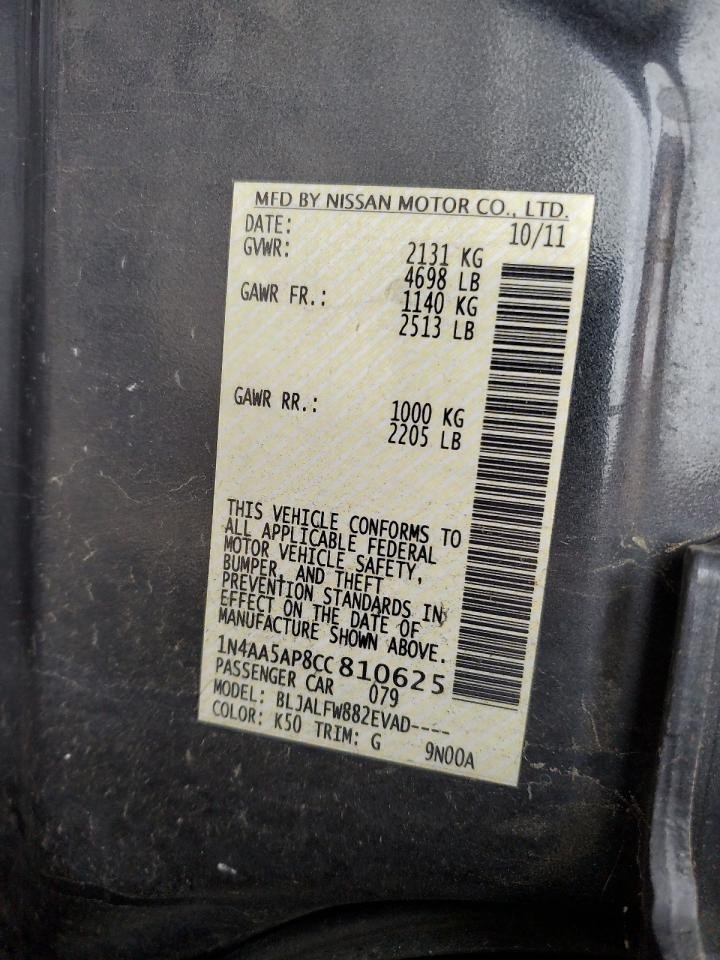 MFD BY NISSAN MOTOR CO., LTD.
DATE: 10/11
GVWR: 2131 KG
4698 LB
GAWR FR.: 1140 KG
2513 LB
GAWR RR.: 1000 KG
2205 LB
THIS VEHICLE CONFORMS TO
ALL APPLICABLE FEDERAL
MOTOR VEHICLE SAFETY,
BUMPER, AND THEFT
PREVENTION STANDARDS IN
EFFECT ON THE DATE OF
MANUFACTURE SHOWN ABOVE.
1N4AA5AP8CC810625
PASSENGER CAR 079
MODEL: BLJALFW882EVAD----
COLOR: K50 TRIM: G 9N00A